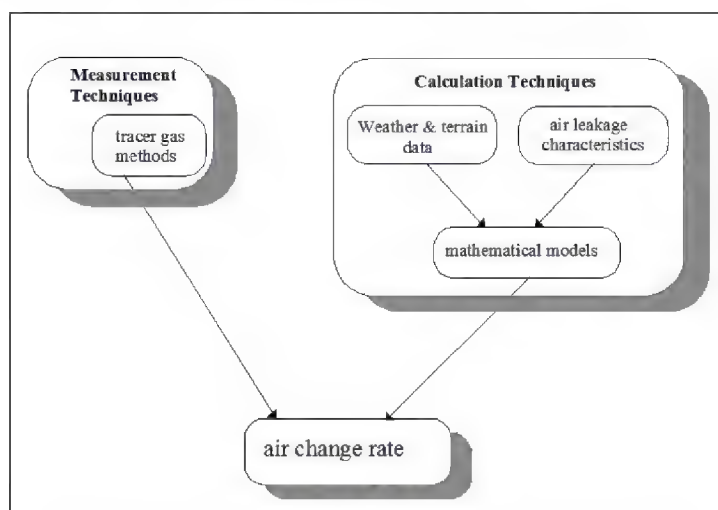 Measurement
Techniques
tracer gas
methods
Calculation Techniques
Weather & terrain
data
air leakage
characteristics
mathematical models
air change rate